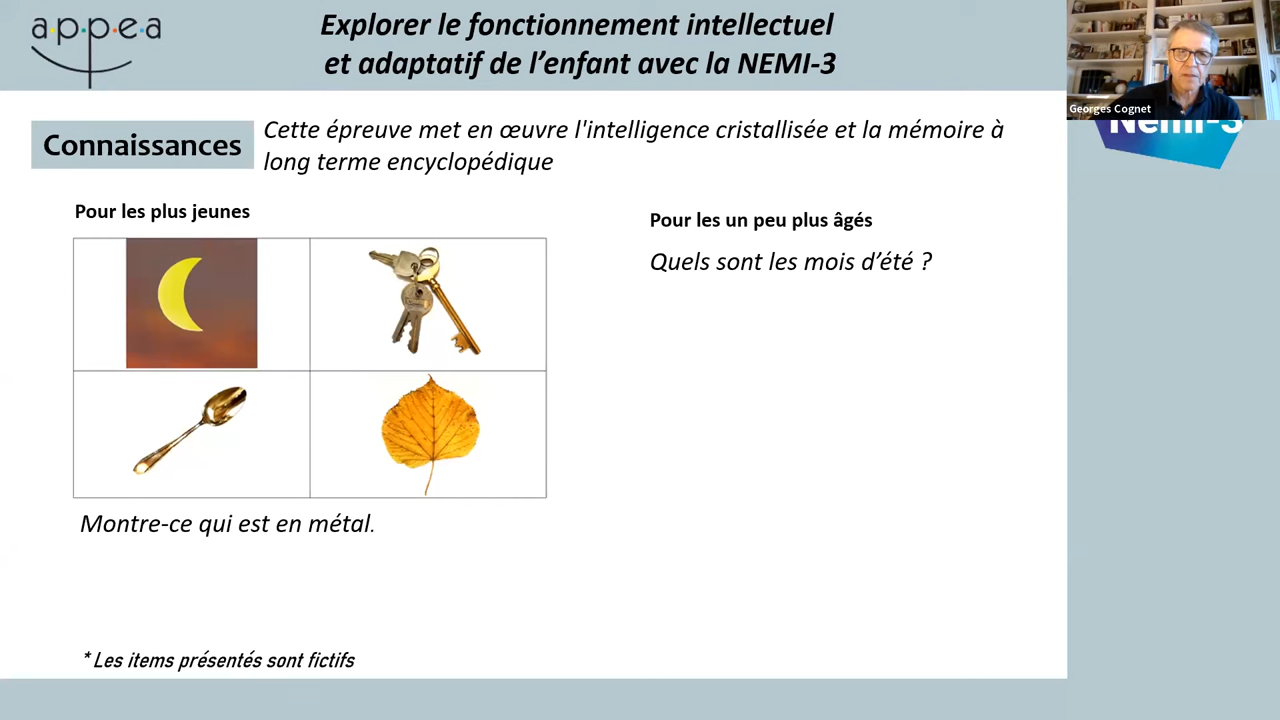 a·p·p·e·a
Explorer le fonctionnement intellectuel
et adaptatif de l’enfant avec la NEMI-3
Georges Cognet
Nemi-3
Connaissances
Cette épreuve met en œuvre l'intelligence cristallisée et la mémoire à
long terme encyclopédique
Pour les plus jeunes
Pour les un peu plus âgés
Quels sont les mois d’été ?
Montre-ce qui est en métal.
* Les items présentés sont fictifs